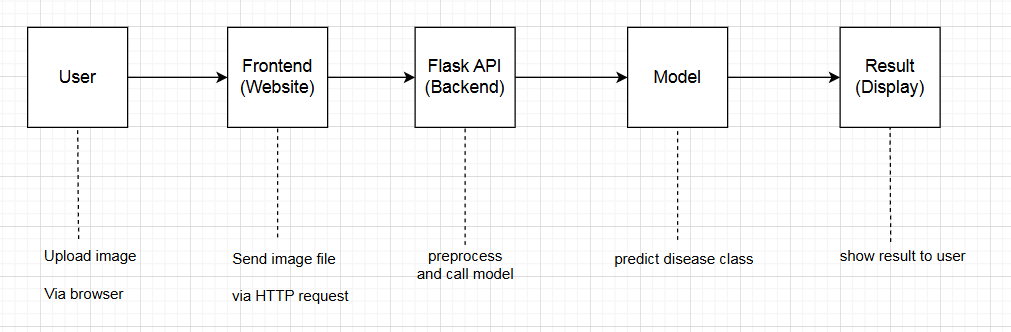 User
Frontend
(Website)
Flask API
(Backend)
Model
Result
(Display)
Upload image
Via browser
Send image file
via HTTP request
preprocess
and call model
predict disease class
show result to user